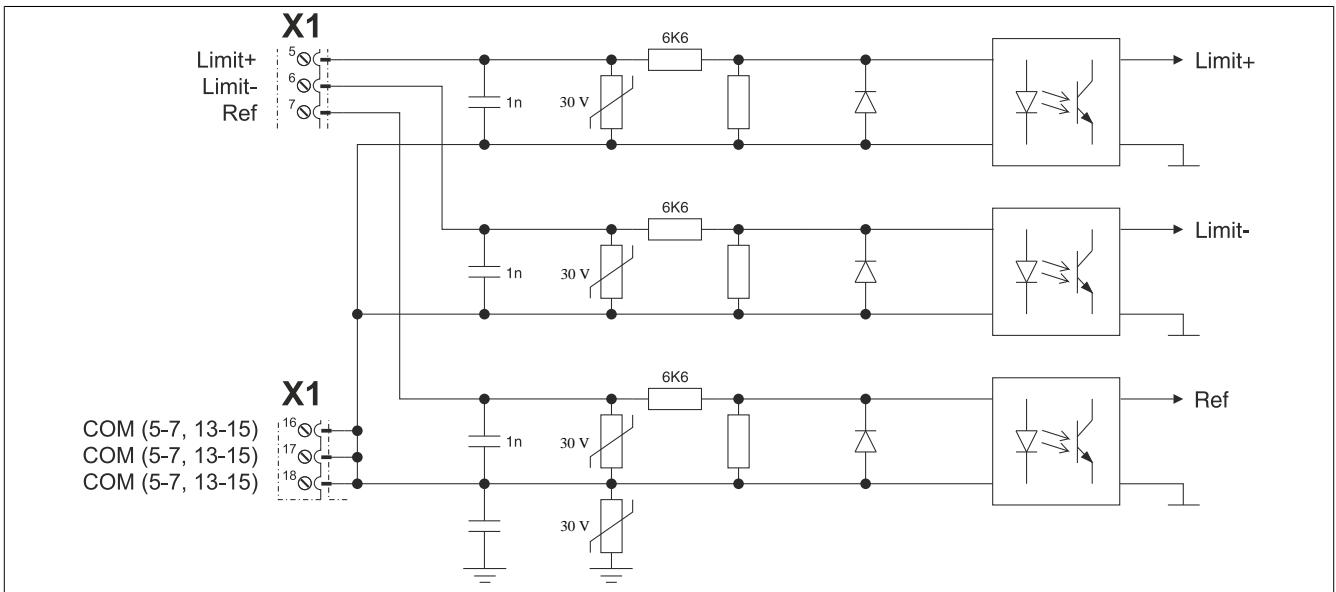 X1
5
6
7
Limit+
Limit-
Ref
6K6
1n
30 V
Limit+
6K6
1n
30 V
Limit-
X1
16
17
18
COM (5-7, 13-15)
COM (5-7, 13-15)
COM (5-7, 13-15)
6K6
1n
30 V
Ref
30 V